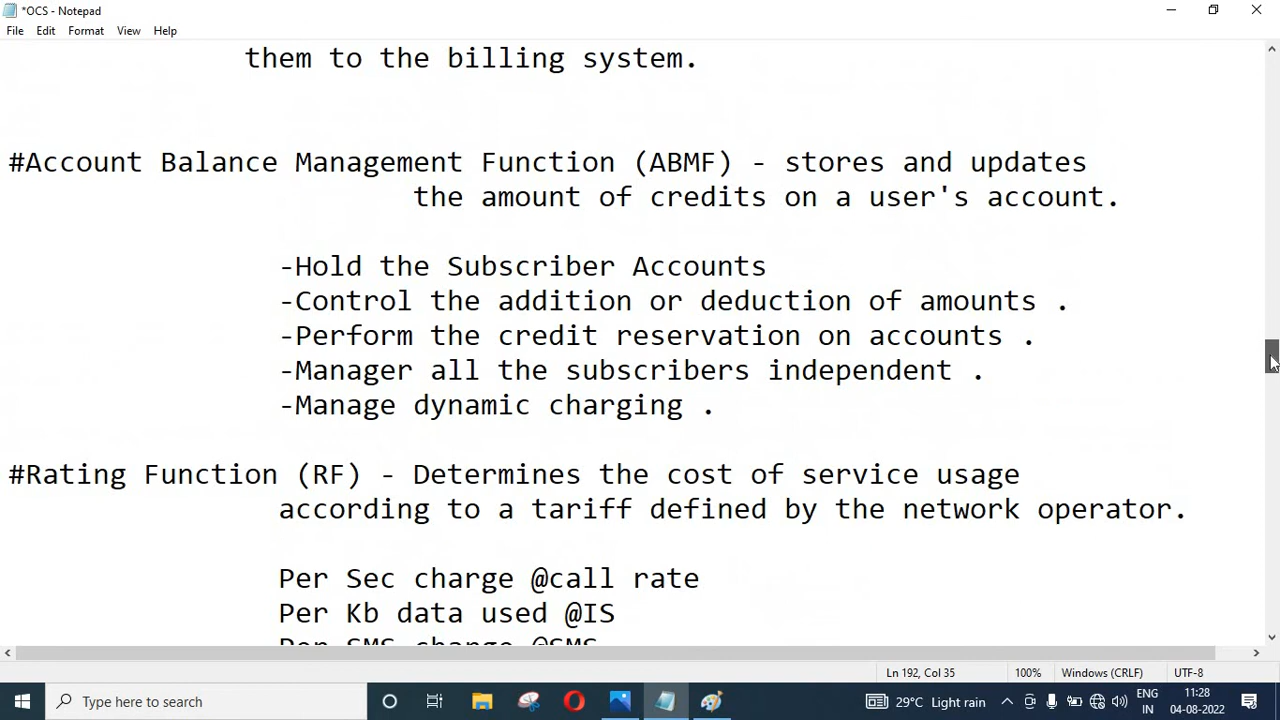 *OCS - Notepad
File Edit Format View Help
them to the billing system.
#Account Balance Management Function (ABMF) - stores and updates
the amount of credits on a user's account.
-Hold the Subscriber Accounts
-Control the addition or deduction of amounts .
-Perform the credit reservation on accounts .
-Manager all the subscribers independent .
-Manage dynamic charging .
#Rating Function (RF) - Determines the cost of service usage
according to a tariff defined by the network operator.
Per Sec charge @call rate
Per Kb data used @IS
Per SMS charge @SMS
Ln 192, Col 35 100% Windows (CRLF) UTF-8
Type here to search 29°C Light rain ENG 11:28
IN 04-08-2022